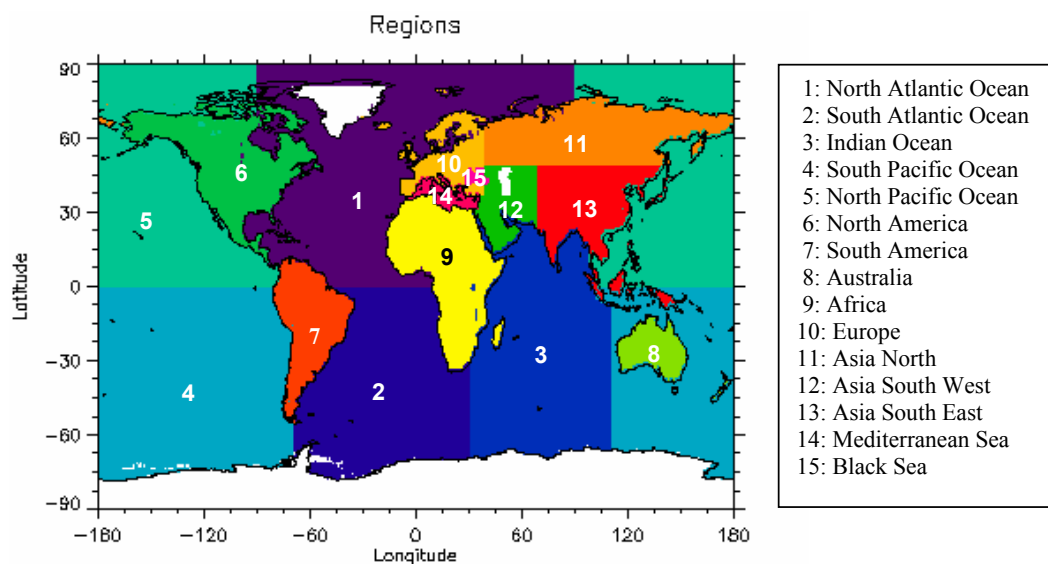 Regions
90
60
30
0
−30
−60
−90
Latitude
−180 −120 −60 0 60 120 180
Longitude
1
2
3
4
5
6
7
8
9
10
11
12
13
14
15
1: North Atlantic Ocean
2: South Atlantic Ocean
3: Indian Ocean
4: South Pacific Ocean
5: North Pacific Ocean
6: North America
7: South America
8: Australia
9: Africa
10: Europe
11: Asia North
12: Asia South West
13: Asia South East
14: Mediterranean Sea
15: Black Sea